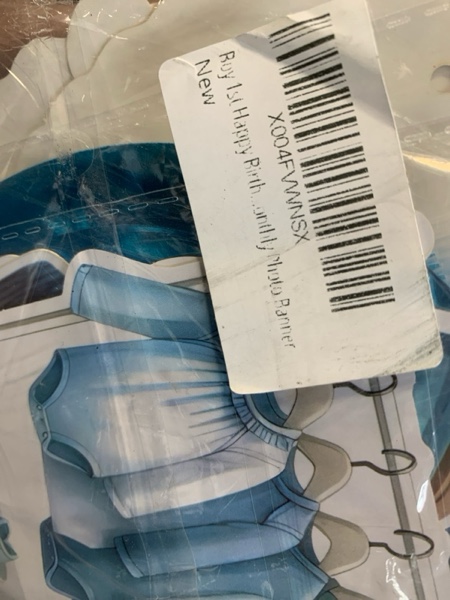 X004FVWNSX
Boy 1st Happy Birth...onthly Photo Banner
New